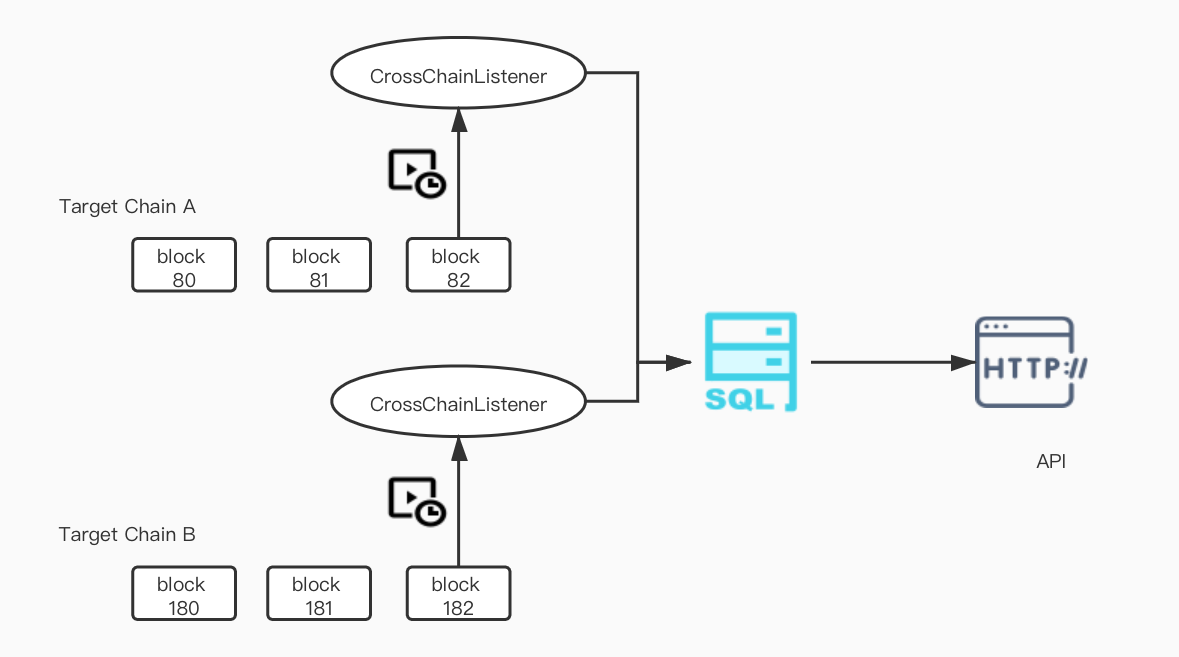 CrossChainListener
Target Chain A
block
80
block
81
block
82
SQL
HTTP://
CrossChainListener
API
Target Chain B
block
180
block
181
block
182